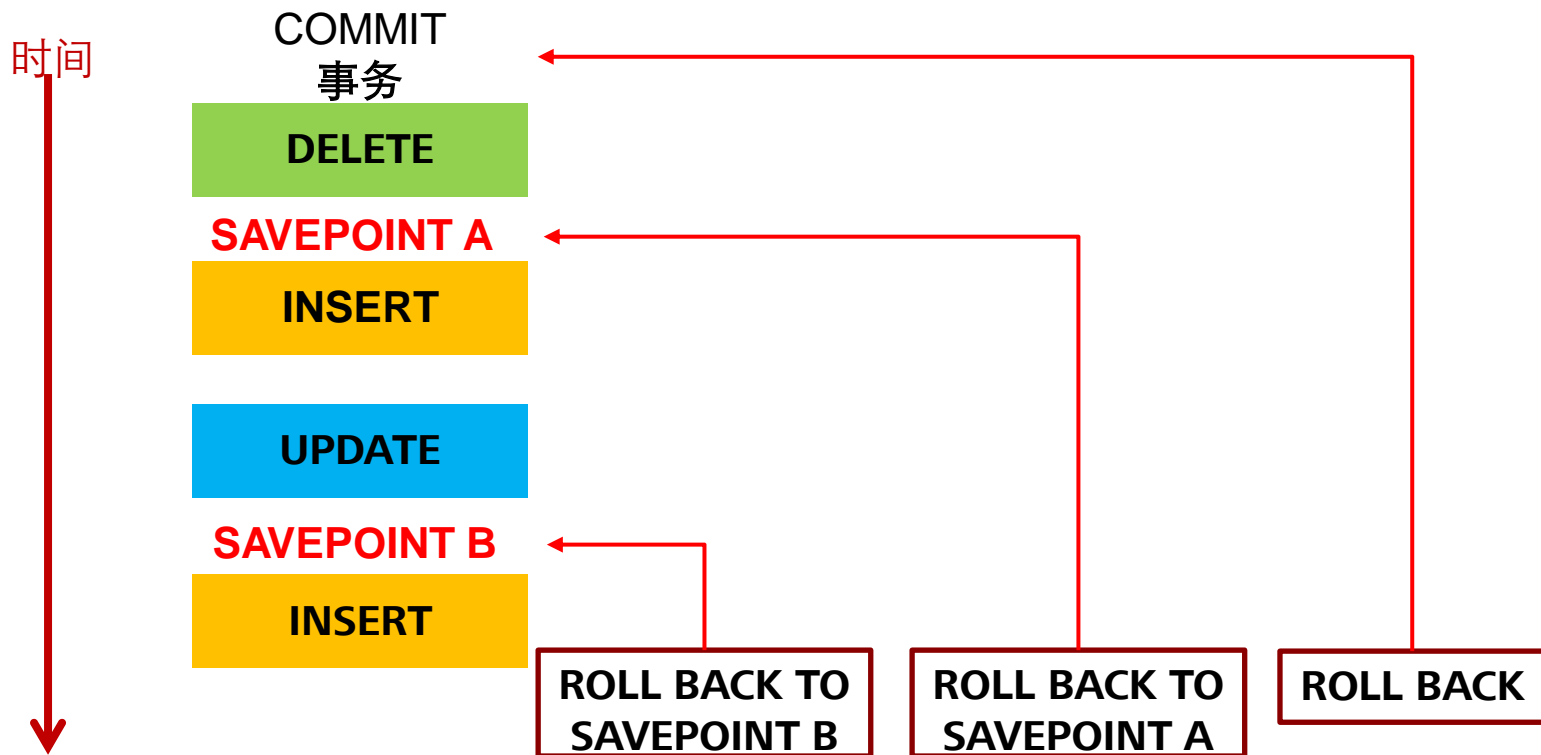 时间
COMMIT
事务
DELETE
SAVEPOINT A
INSERT
UPDATE
SAVEPOINT B
INSERT
ROLL BACK TO
SAVEPOINT B
ROLL BACK TO
SAVEPOINT A
ROLL BACK